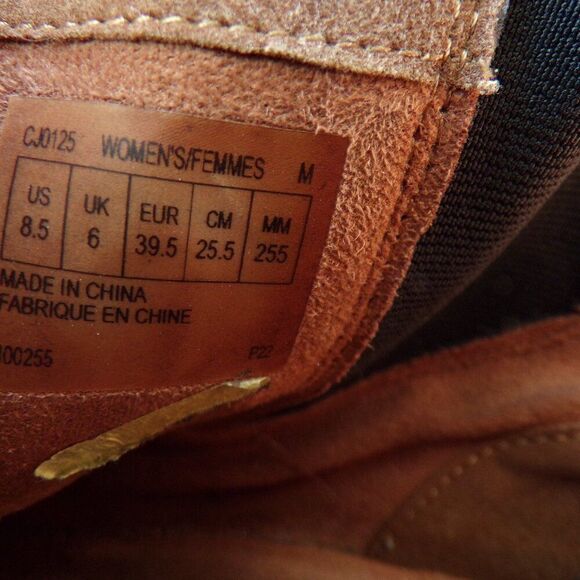 CJ0125 WOMEN'S/FEMMES M
US UK EUR CM MM
8.5 6 39.5 25.5 255
MADE IN CHINA
FABRIQUE EN CHINE
100255 P22